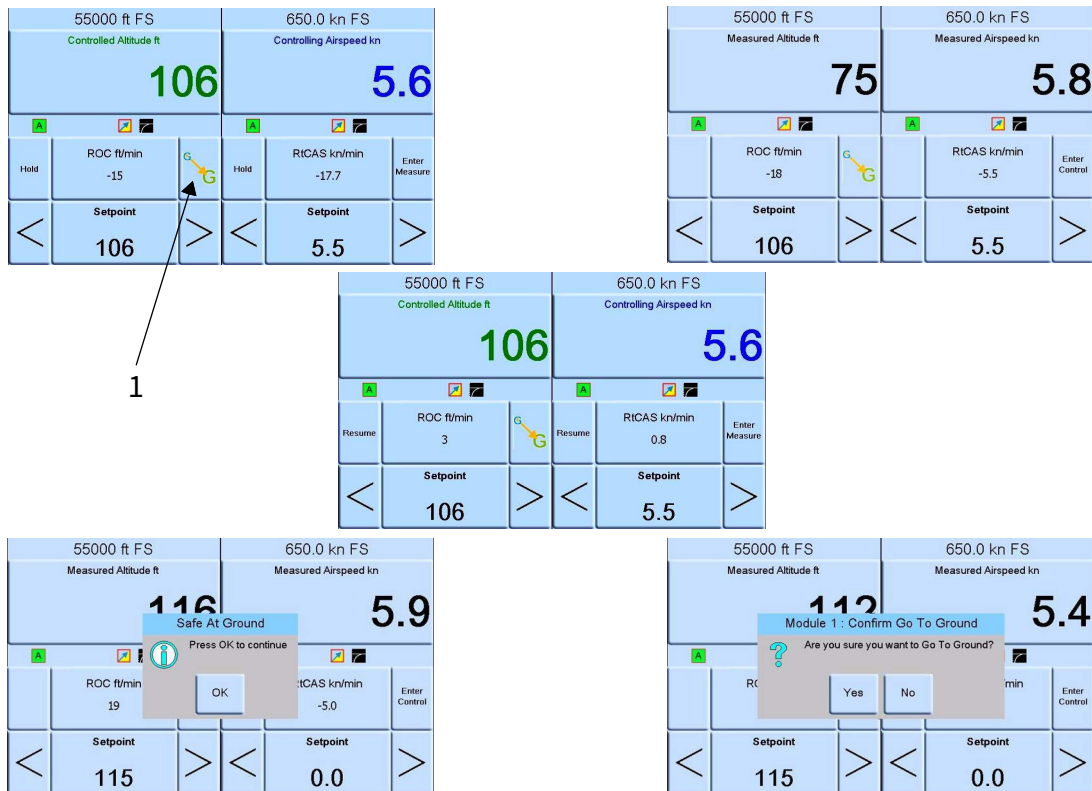 55000 ft FS 650.0 kn FS
Controlled Altitude ft Controlling Airspeed kn
106 5.6
A A
Hold ROC ft/min -15 G G Hold RtCAS kn/min -17.7 Enter Measure
Setpoint Setpoint
< 106 > < 5.5 >
55000 ft FS 650.0 kn FS
Measured Altitude ft Measured Airspeed kn
75 5.8
A A
ROC ft/min -18 G G RtCAS kn/min -5.5 Enter Control
Setpoint Setpoint
< 106 > < 5.5 >
1
55000 ft FS 650.0 kn FS
Controlled Altitude ft Controlling Airspeed kn
106 5.6
A A
Resume ROC ft/min 3 G G Resume RtCAS kn/min 0.8 Enter Measure
Setpoint Setpoint
< 106 > < 5.5 >
55000 ft FS 650.0 kn FS
Measured Altitude ft Measured Airspeed kn
116 5.9
Safe At Ground
Press OK to continue
A
ROC ft/min 19 OK RtCAS kn/min -5.0 Enter Control
Setpoint Setpoint
< 115 > < 0.0 >
55000 ft FS 650.0 kn FS
Measured Altitude ft Measured Airspeed kn
112 5.4
Module 1 : Confirm Go To Ground
? Are you sure you want to Go To Ground?
A
Yes No Enter Control
Setpoint Setpoint
< 115 > < 0.0 >